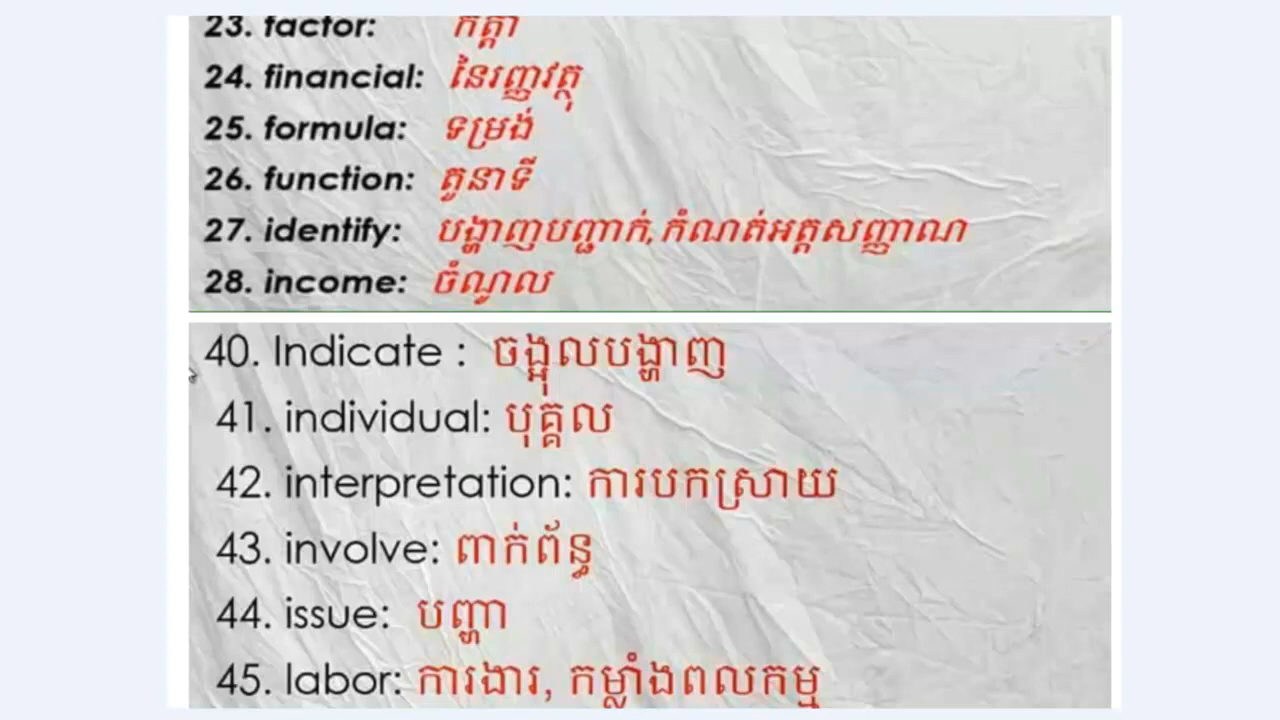 23. factor: កត្តា
24. financial: នៃរញ្ញវត្ថុ
25. formula: ទម្រង់
26. function: តួនាទី
27. identify: បង្ហាញបញ្ជាក់, កំណត់អត្តសញ្ញាណ
28. income: ចំណូល
40. Indicate : ចង្អុលបង្ហាញ
41. individual: បុគ្គល
42. interpretation: ការបកស្រាយ
43. involve: ពាក់ព័ន្ធ
44. issue: បញ្ហា
45. labor: ការងារ, កម្លាំងពលកម្ម